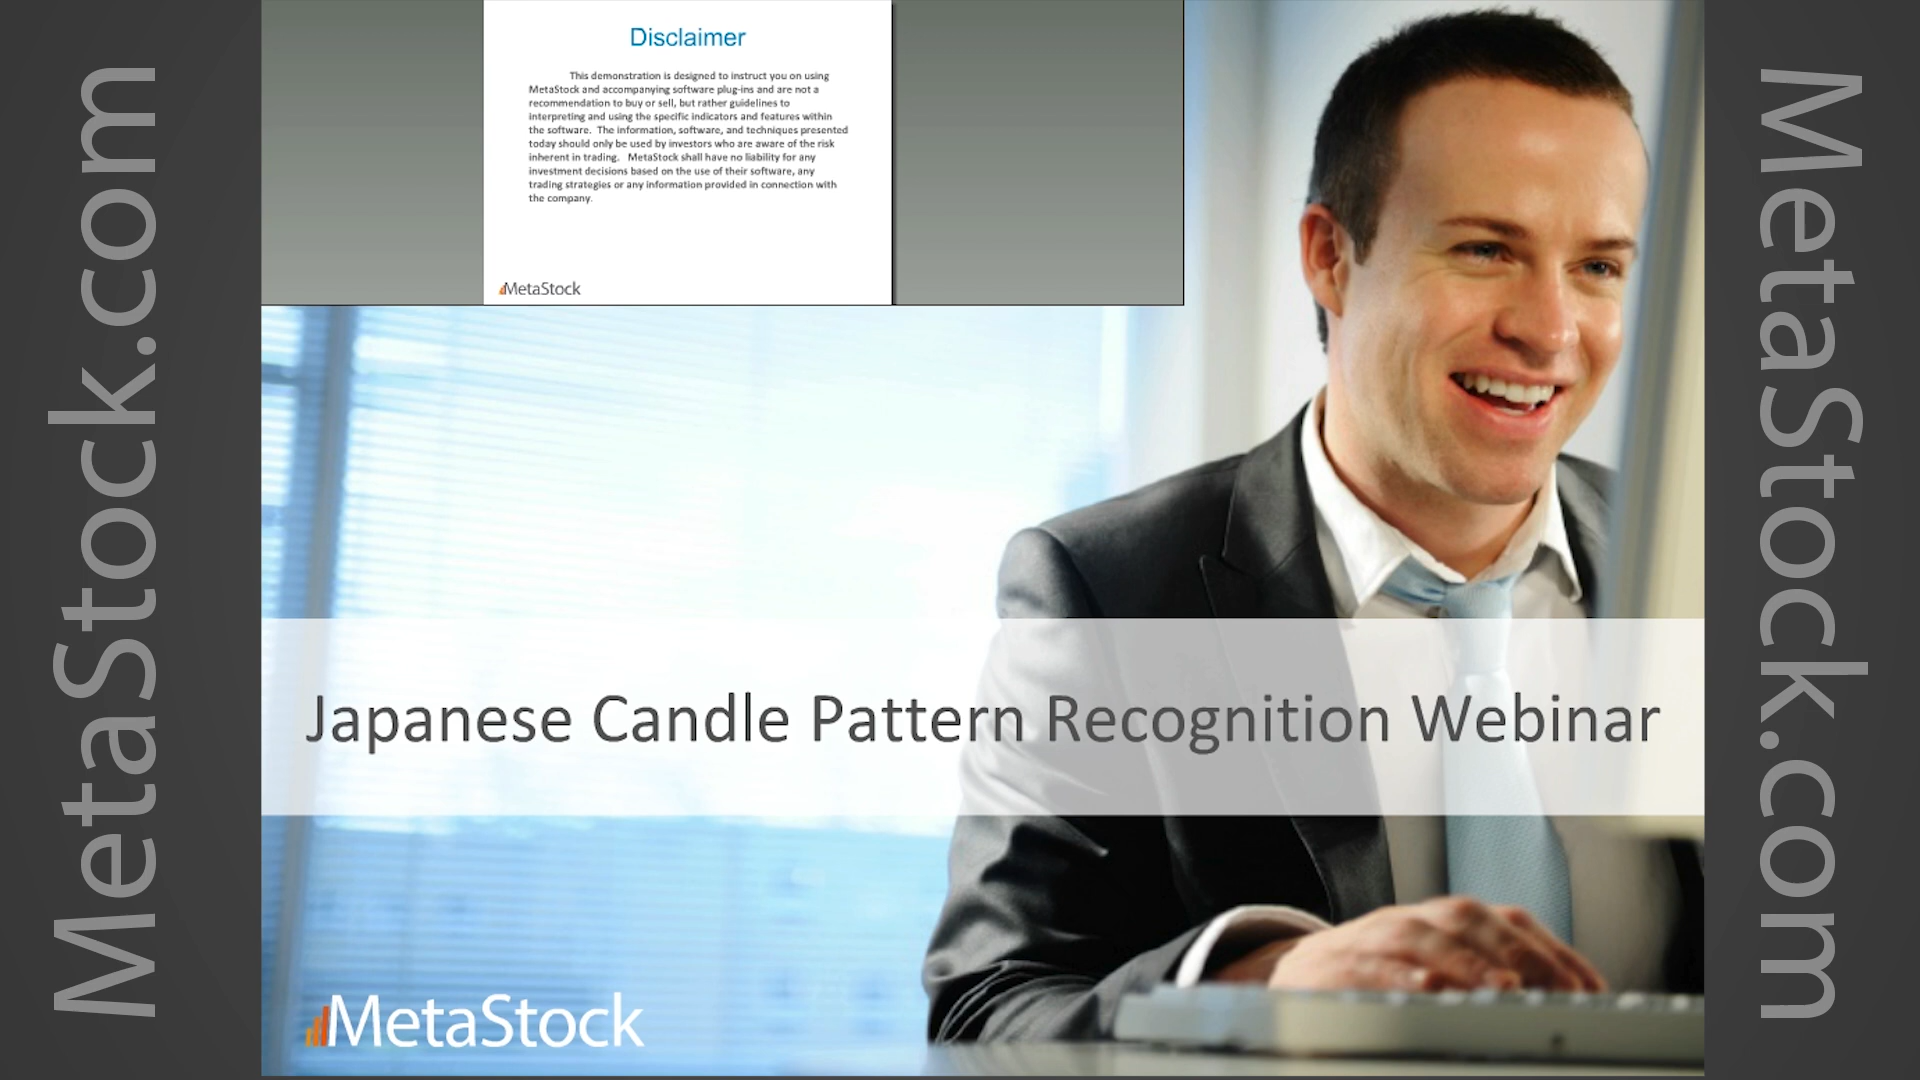 MetaStock.com
Disclaimer
This demonstration is designed to instruct you on using
MetaStock and accompanying software plug-ins and are not a
recommendation to buy or sell, but rather guidelines to
interpreting and using the specific indicators and features within
the software. The information, software, and techniques presented
today should only be used by investors who are aware of the risk
inherent in trading. MetaStock shall have no liability for any
investment decisions based on the use of their software, any
trading strategies or any information provided in connection with
the company.
MetaStock
Japanese Candle Pattern Recognition Webinar
MetaStock
MetaStock.com